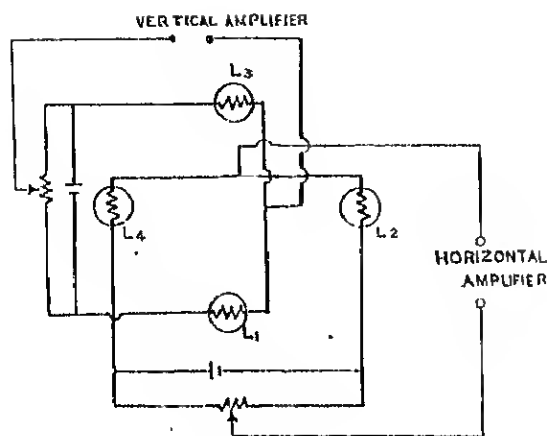 VERTICAL AMPLIFIER
L3
L4
L2
HORIZONTAL
AMPLIFIER
L1